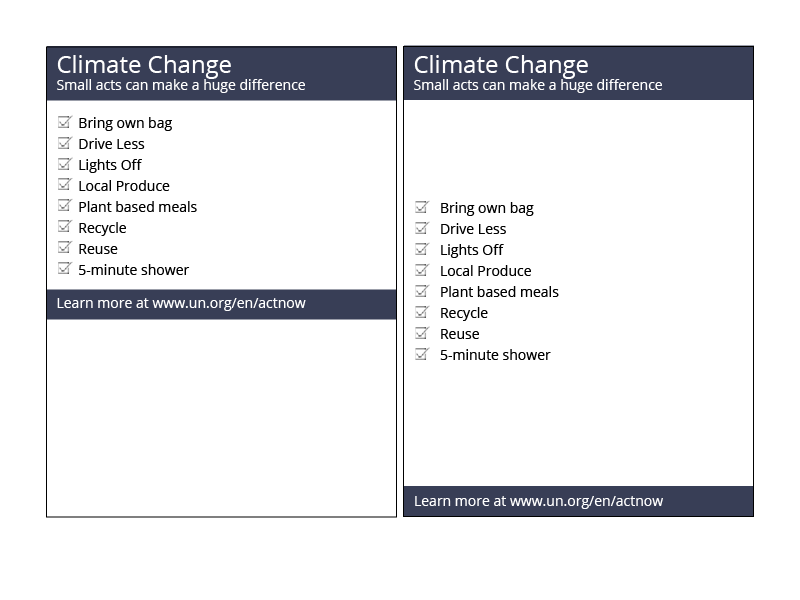 Climate Change
Small acts can make a huge difference
Bring own bag
Drive Less
Lights Off
Local Produce
Plant based meals
Recycle
Reuse
5-minute shower
Learn more at www.un.org/en/actnow
Climate Change
Small acts can make a huge difference
Bring own bag
Drive Less
Lights Off
Local Produce
Plant based meals
Recycle
Reuse
5-minute shower
Learn more at www.un.org/en/actnow